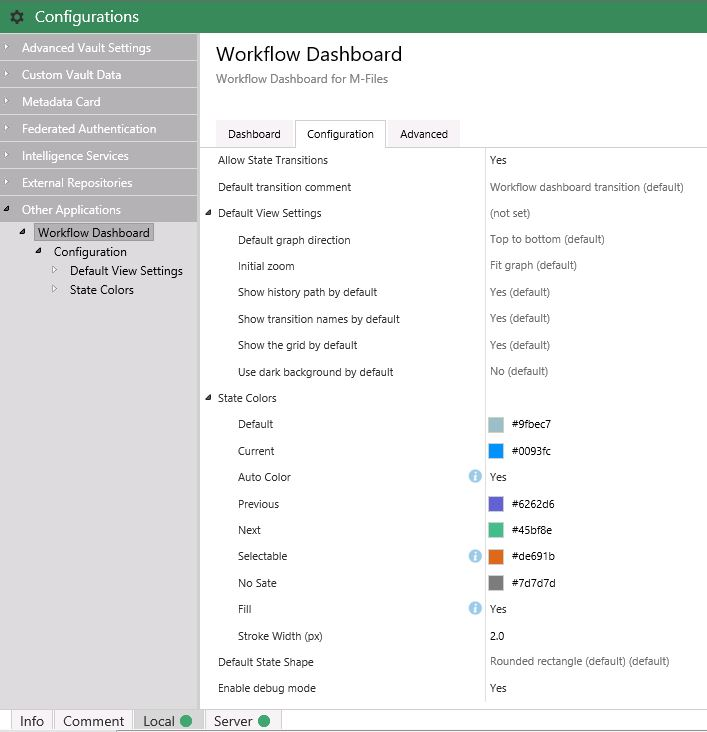 Configurations
Advanced Vault Settings
Custom Vault Data
Metadata Card
Federated Authentication
Intelligence Services
External Repositories
Other Applications
Workflow Dashboard
Configuration
Default View Settings
State Colors
Workflow Dashboard
Workflow Dashboard for M-Files
Dashboard Configuration Advanced
Allow State Transitions Yes
Default transition comment Workflow dashboard transition (default)
Default View Settings (not set)
Default graph direction Top to bottom (default)
Initial zoom Fit graph (default)
Show history path by default Yes (default)
Show transition names by default Yes (default)
Show the grid by default Yes (default)
Use dark background by default No (default)
State Colors
Default #9fbec7
Current #0093fc
Auto Color i Yes
Previous #6262d6
Next #45bf8e
Selectable i #de691b
No Sate #7d7d7d
Fill i Yes
Stroke Width (px) 2.0
Default State Shape Rounded rectangle (default) (default)
Enable debug mode Yes
Info Comment Local Server